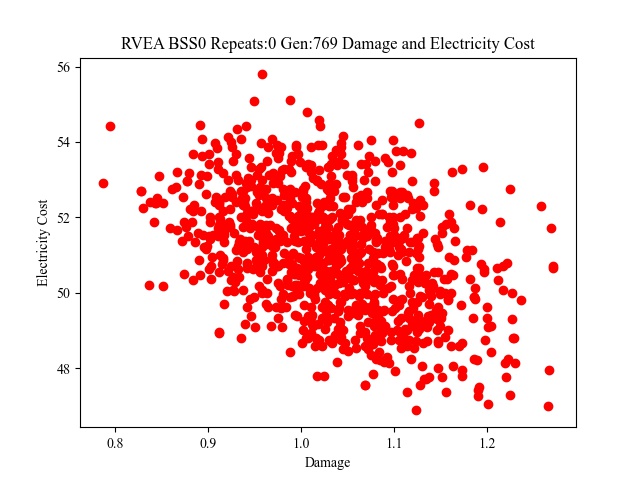 RVEA BSS0 Repeats:0 Gen:769 Damage and Electricity Cost
56
54
52
50
48
Electricity Cost
0.8 0.9 1.0 1.1 1.2
Damage